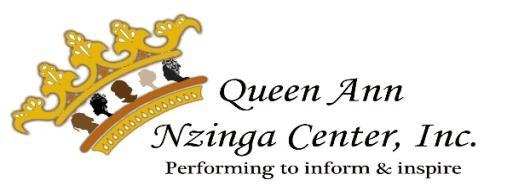 Queen Ann
Nzinga Center, Inc.
Performing to inform & inspire